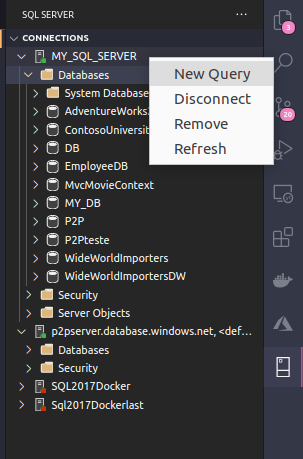 SQL SERVER
...
CONNECTIONS
MY_SQL_SERVER
Databases
System Database
AdventureWorks
ContosoUniversit
DB
EmployeeDB
MvcMovieContext
MY_DB
P2P
P2Pteste
WideWorldImporters
WideWorldImportersDW
Security
Server Objects
p2pserver.database.windows.net, <def...
Databases
Security
SQL2017Docker
Sql2017Dockerlast
New Query
Disconnect
Remove
Refresh
3
20